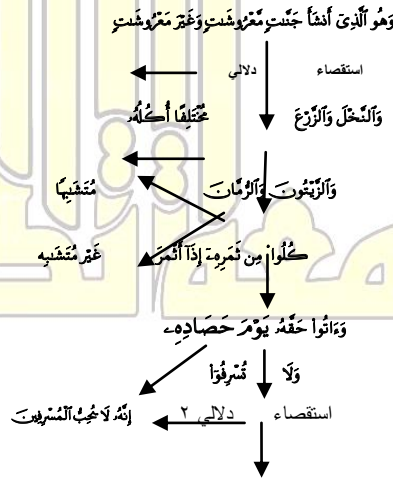 وَهُوَ ٱلَّذِىٓ أَنشَأَ جَنَّٰتٍ مَّعْرُوشَٰتٍ وَغَيْرَ مَعْرُوشَٰتٍ
استقصاء دلالي
وَٱلنَّخْلَ وَٱلزَّرْعَ مُخْتَلِفًا أُكُلُهُۥ
وَٱلزَّيْتُونَ وَٱلرُّمَّانَ مُتَشَٰبِهًا
كُلُوا۟ مِن ثَمَرِهِۦٓ إِذَآ أَثْمَرَ غَيْرَ مُتَشَٰبِهٍ
وَءَاتُوا۟ حَقَّهُۥ يَوْمَ حَصَادِهِۦ
وَلَا تُسْرِفُوٓا۟
استقصاء دلالي ٢ إِنَّهُۥ لَا يُحِبُّ ٱلْمُسْرِفِينَ